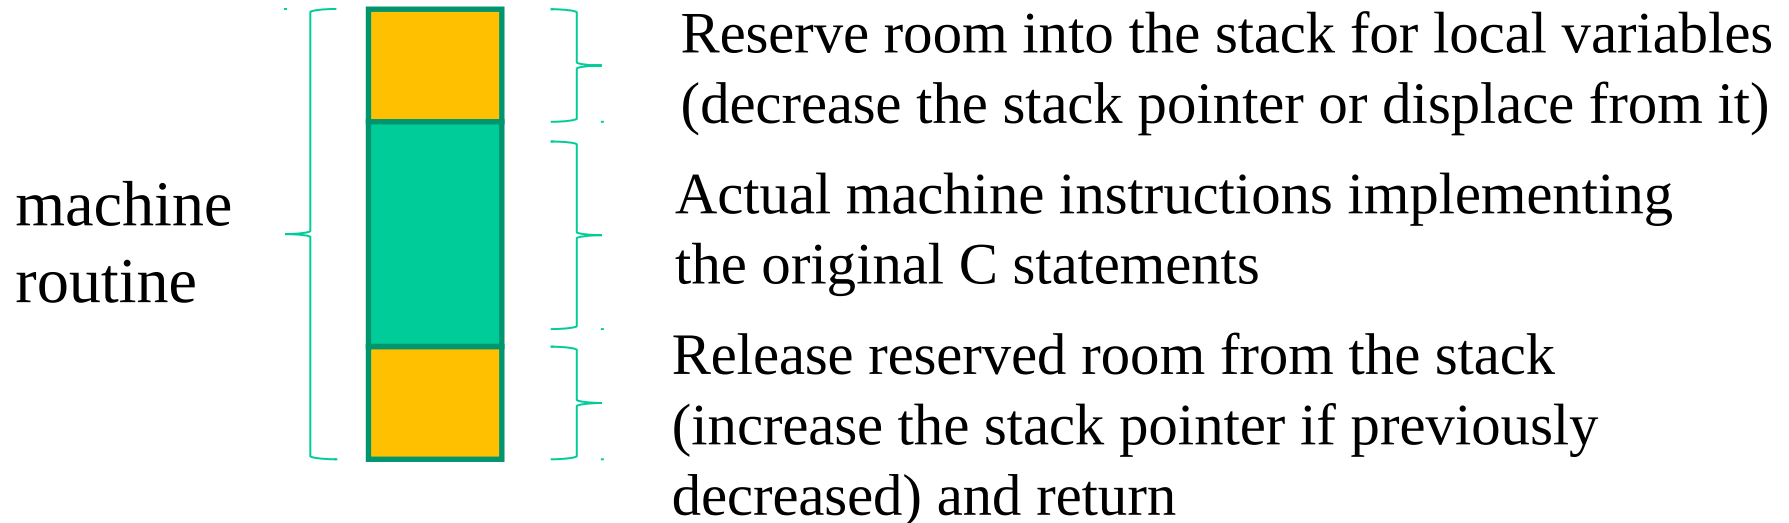 Reserve room into the stack for local variables
(decrease the stack pointer or displace from it)
machine
routine
Actual machine instructions implementing
the original C statements
Release reserved room from the stack
(increase the stack pointer if previously
decreased) and return